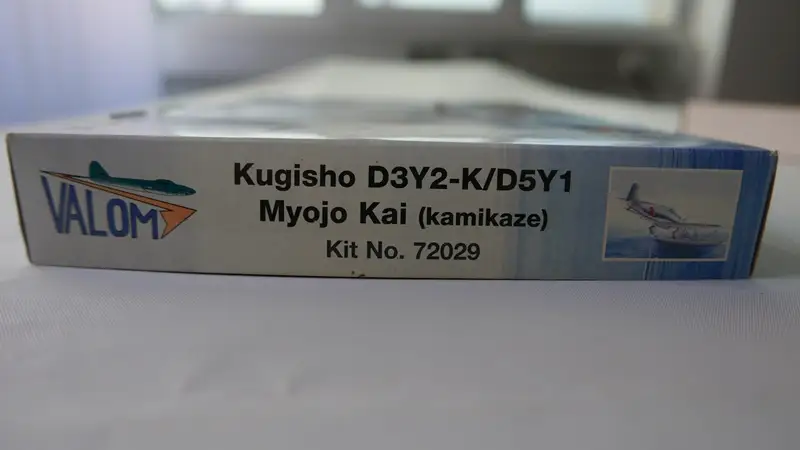 VALOM
Kugisho D3Y2-K/D5Y1
Myojo Kai (kamikaze)
Kit No. 72029